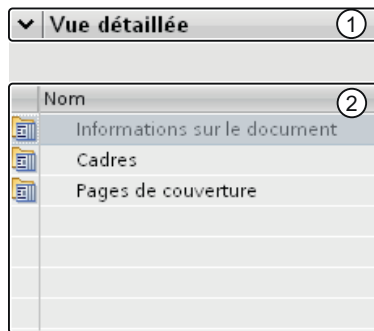 Vue détaillée 1
Nom 2
Informations sur le document
Cadres
Pages de couverture